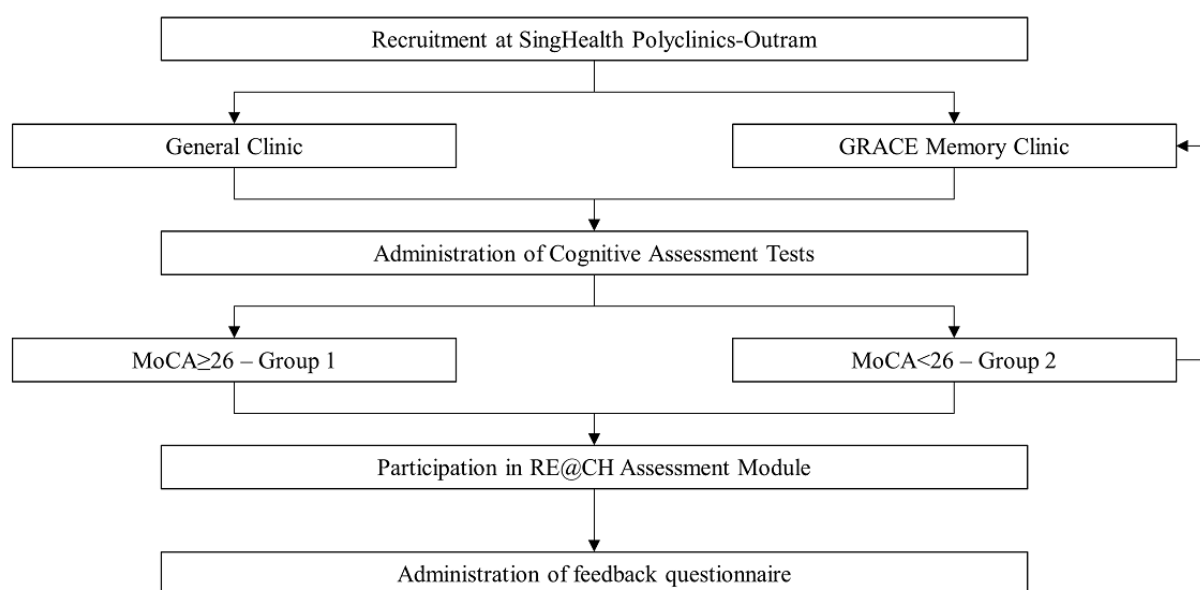 Recruitment at SingHealth Polyclinics-Outram
General Clinic
GRACE Memory Clinic
Administration of Cognitive Assessment Tests
MoCA≥26 – Group 1
MoCA<26 – Group 2
Participation in RE@CH Assessment Module
Administration of feedback questionnaire